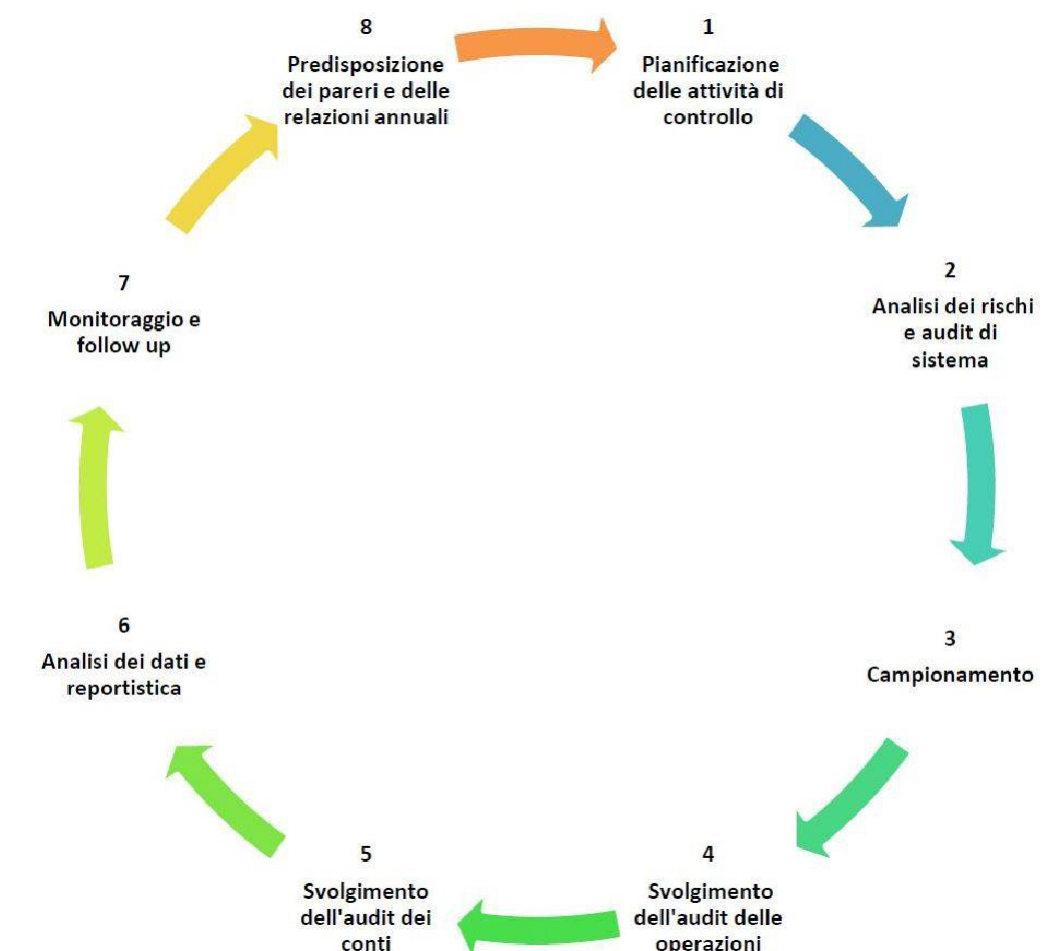 1
Pianificazione
delle attività di
controllo
2
Analisi dei rischi
e audit di
sistema
3
Campionamento
4
Svolgimento
dell'audit delle
operazioni
5
Svolgimento
dell'audit dei
conti
6
Analisi dei dati e
reportistica
7
Monitoraggio e
follow up
8
Predisposizione
dei pareri e delle
relazioni annuali